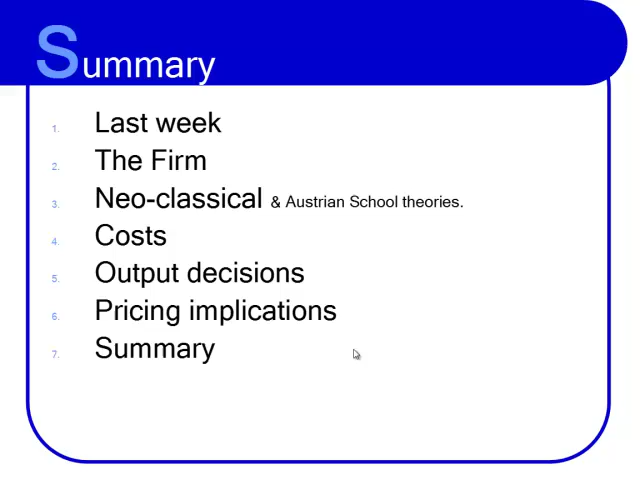 Summary
1. Last week
2. The Firm
3. Neo-classical & Austrian School theories.
4. Costs
5. Output decisions
6. Pricing implications
7. Summary